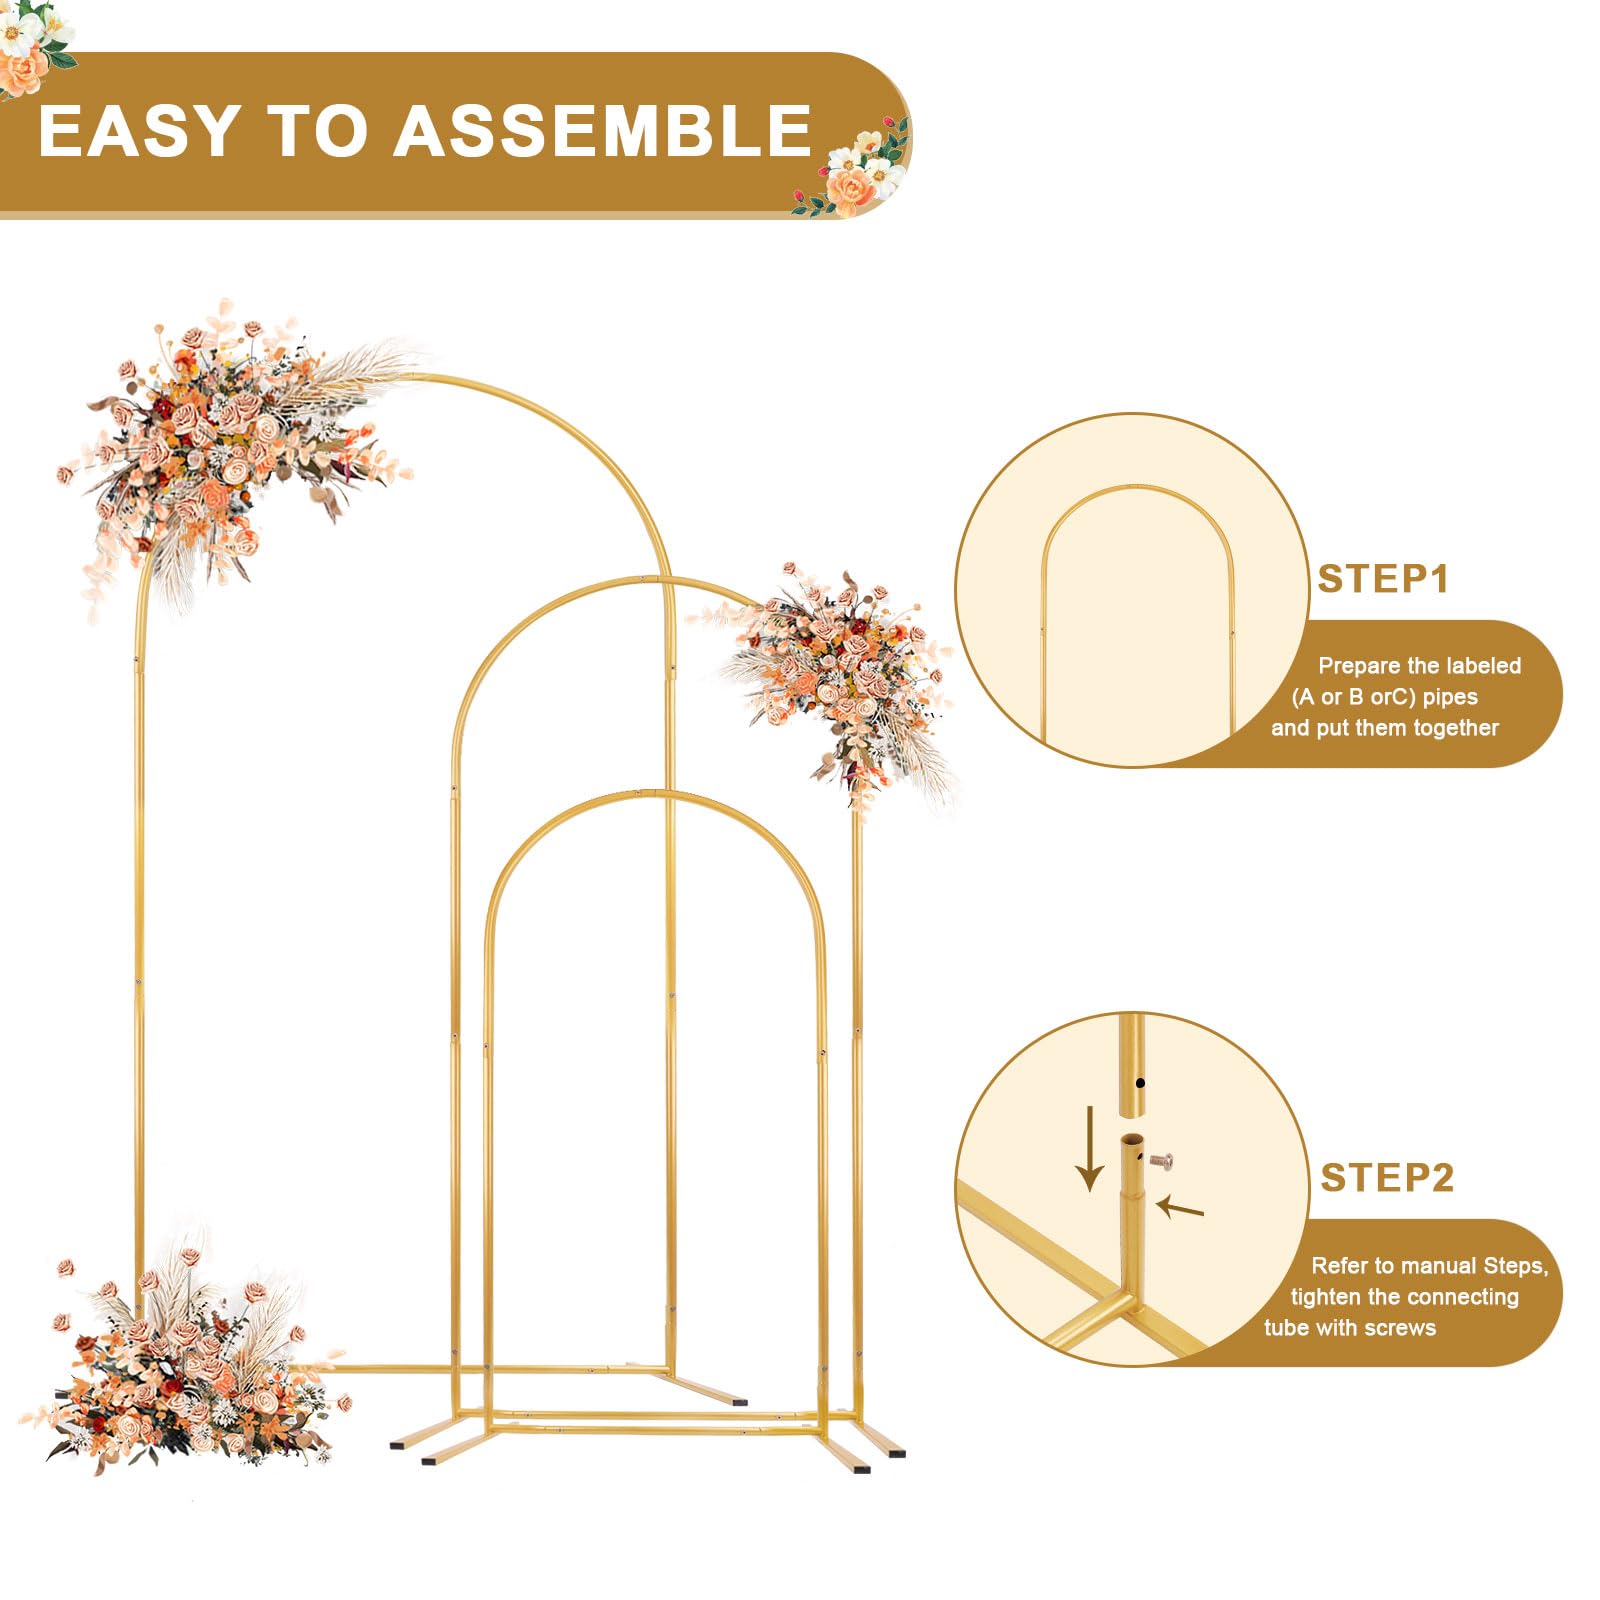 EASY TO ASSEMBLE
STEP1
Prepare the labeled
(A or B orC) pipes
and put them together
STEP2
Refer to manual Steps,
tighten the connecting
tube with screws